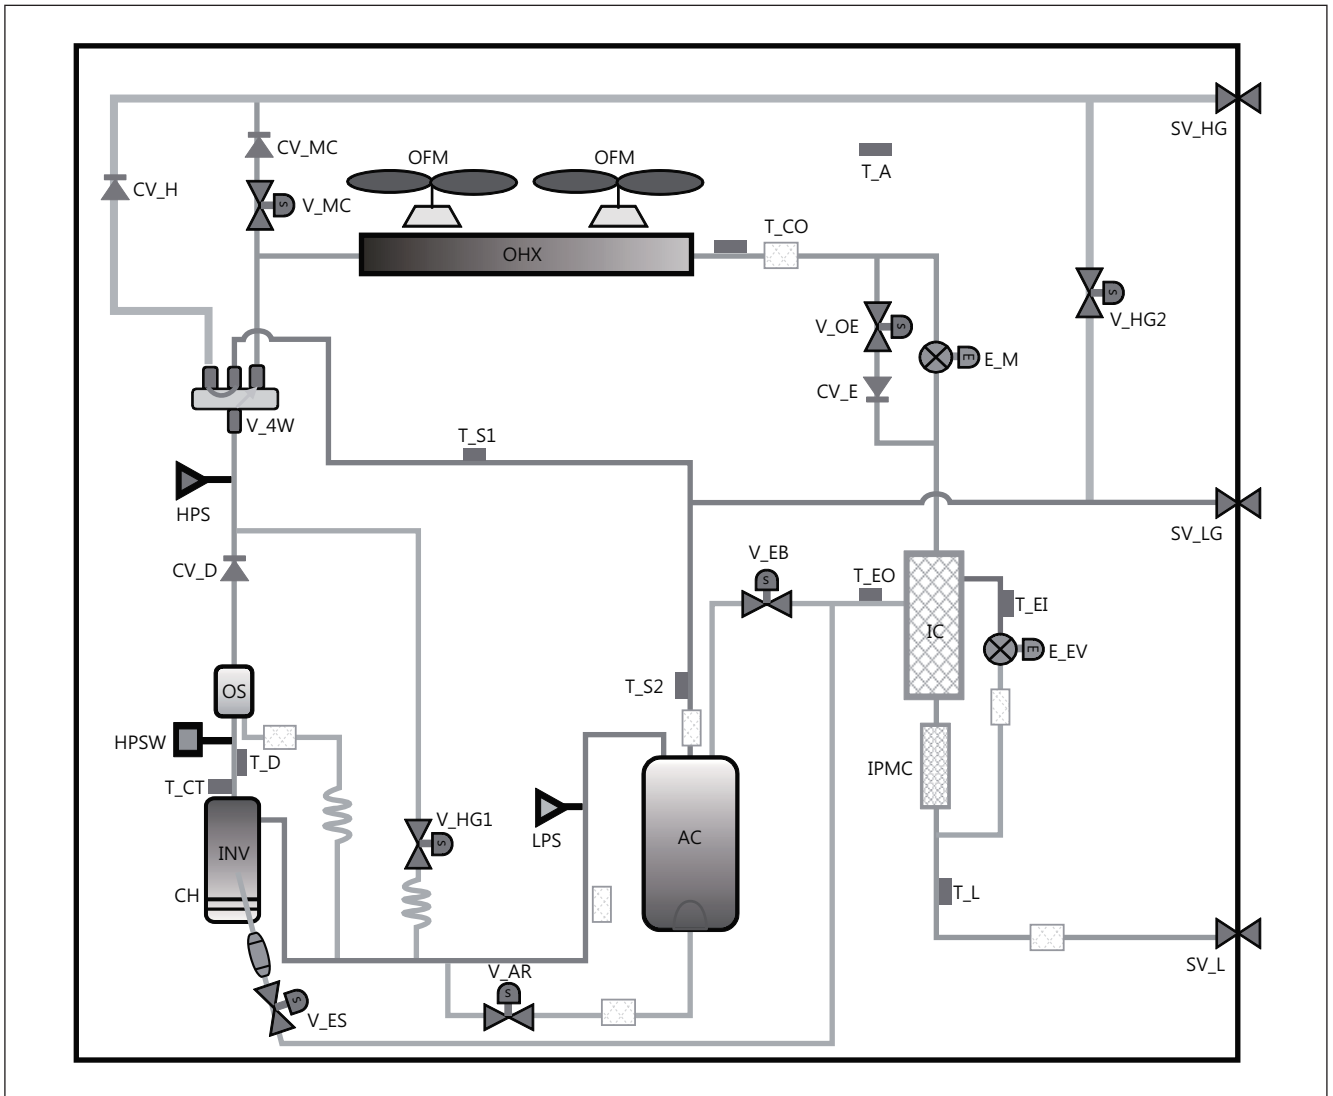 SV_HG
CV_MC
OFM
OFM
T_A
CV_H
V_MC
T_CO
OHX
S
S
V_HG2
V_OE
S
E_M
E
CV_E
V_4W
T_S1
HPS
SV_LG
V_EB
S
CV_D
T_EO
T_EI
IC
E
E_EV
OS
T_S2
HPSW
T_D
IPMC
T_CT
V_HG1
S
LPS
AC
INV
CH
T_L
V_AR
S
SV_L
S
V_ES